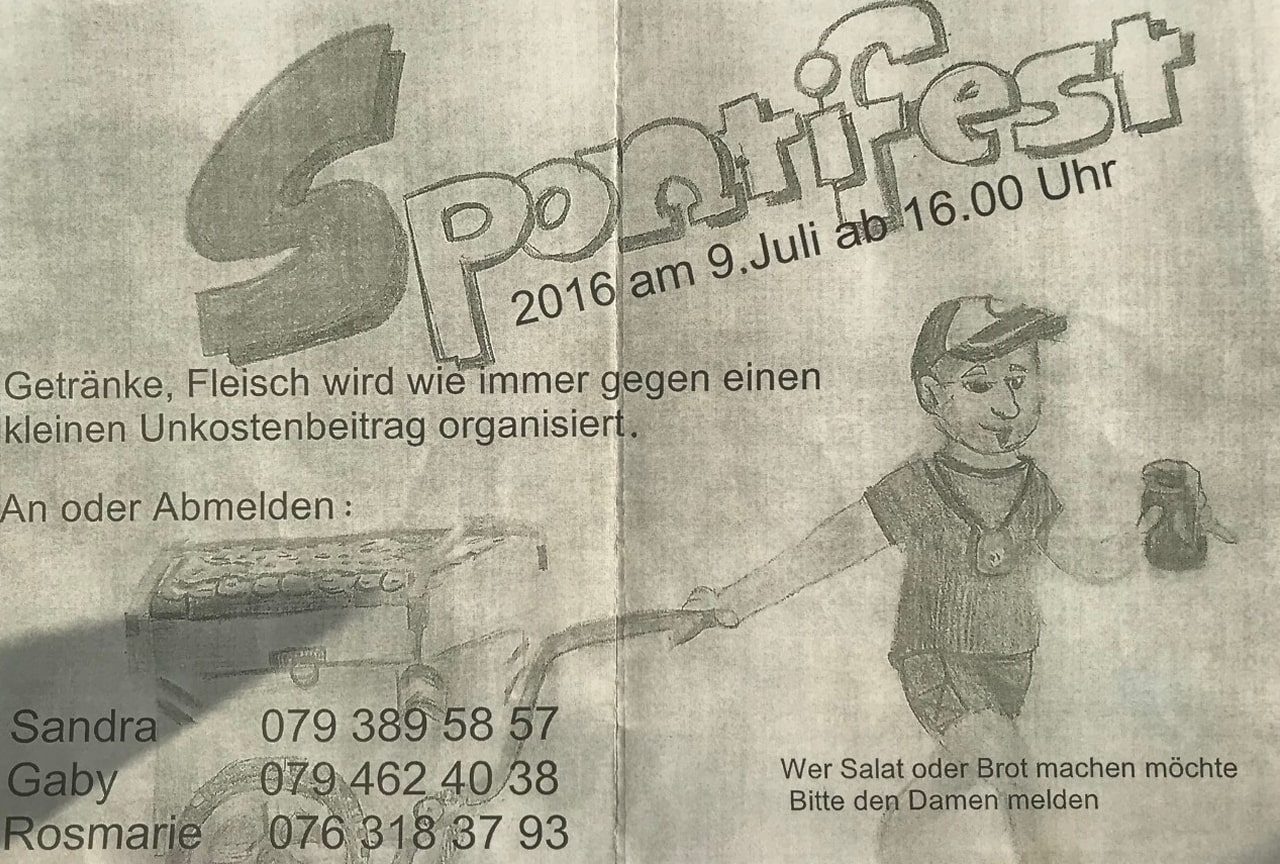 Spontifest
2016 am 9.Juli ab 16.00 Uhr
Getränke, Fleisch wird wie immer gegen einen
kleinen Unkostenbeitrag organisiert.
An oder Abmelden :
Sandra 079 389 58 57
Gaby 079 462 40 38
Rosmarie 076 318 37 93
Wer Salat oder Brot machen möchte
Bitte den Damen melden